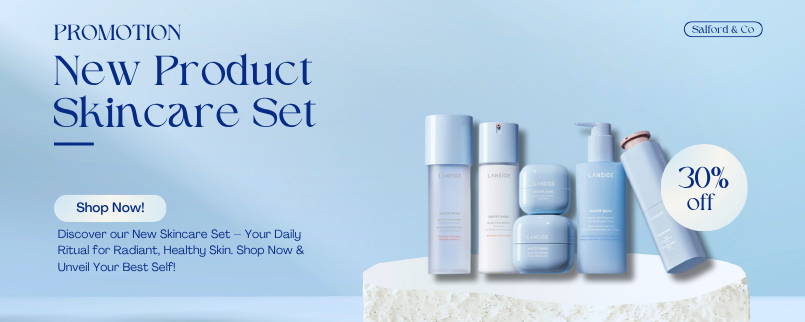 PROMOTION
Salford & Co
New Product
Skincare Set
Shop Now!
Discover our New Skincare Set – Your Daily
Ritual for Radiant, Healthy Skin. Shop Now &
Unveil Your Best Self!
30%
off
LANEIGE
LANEIGE
LANEIGE
LANEIGE